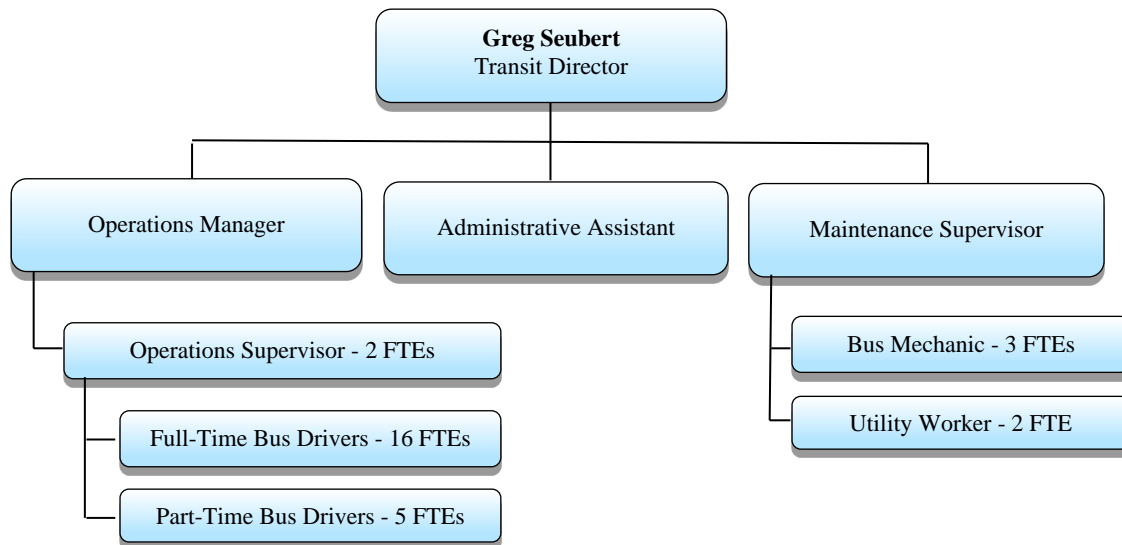 Greg Seubert
Transit Director
Operations Manager
Administrative Assistant
Maintenance Supervisor
Operations Supervisor - 2 FTEs
Full-Time Bus Drivers - 16 FTEs
Part-Time Bus Drivers - 5 FTEs
Bus Mechanic - 3 FTEs
Utility Worker - 2 FTE